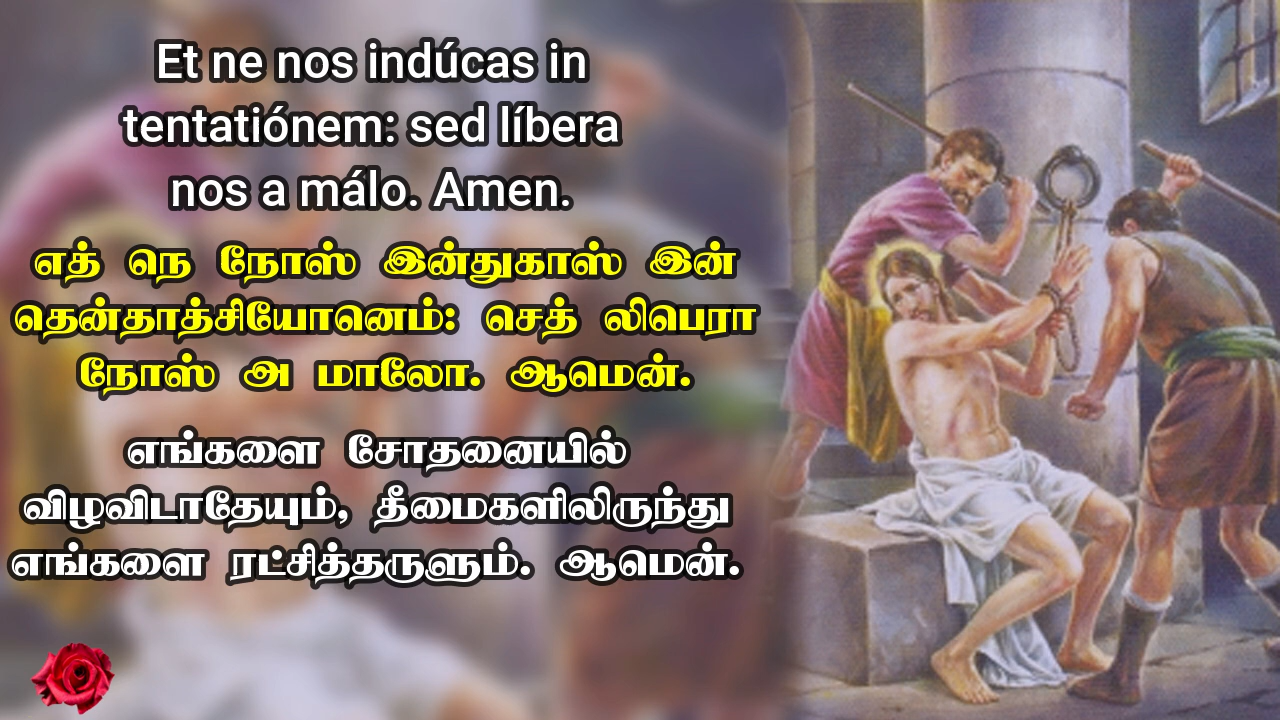 Et ne nos indúcas in
tentatiónem: sed líbera
nos a málo. Amen.
எத் நெ நோஸ் இன்துகாஸ் இன்
தென்தாத்சியோனெம்: செத் லிபெரா
நோஸ் அ மாலோ. ஆமென்.
எங்களை சோதனையில்
விழவிடாதேயும், தீமைகளிலிருந்து
எங்களை ரட்சித்தருளும். ஆமென்.